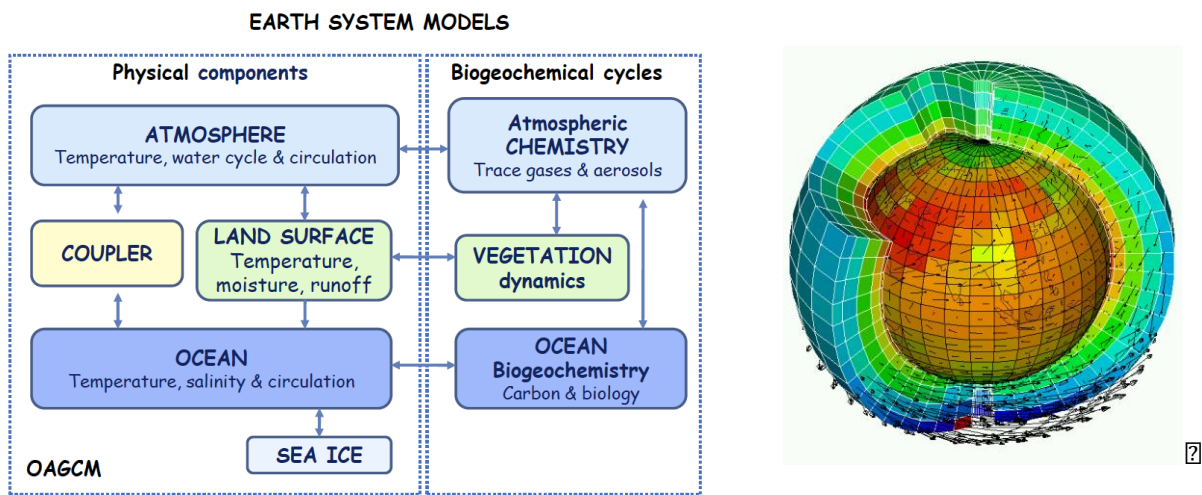 EARTH SYSTEM MODELS
Physical components
Biogeochemical cycles
ATMOSPHERE
Temperature, water cycle & circulation
Atmospheric
CHEMISTRY
Trace gases & aerosols
COUPLER
LAND SURFACE
Temperature,
moisture, runoff
VEGETATION
dynamics
OCEAN
Temperature, salinity & circulation
OCEAN
Biogeochemistry
Carbon & biology
SEA ICE
OAGCM
?